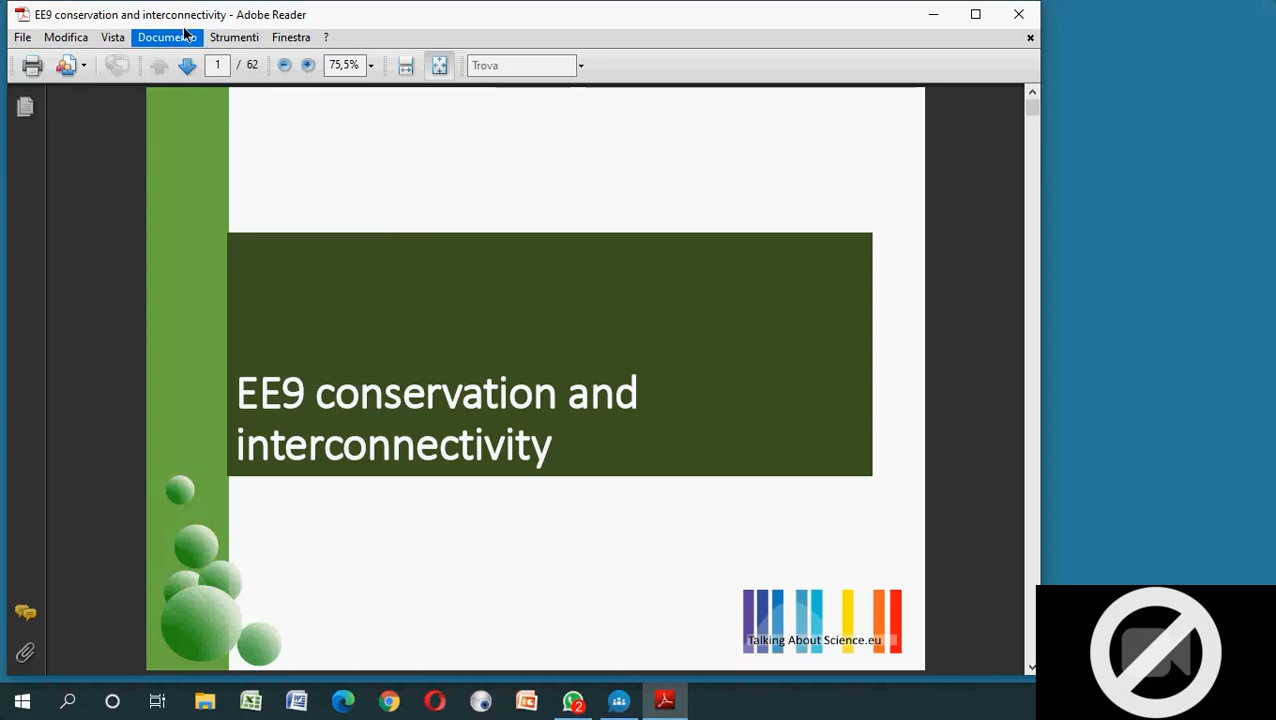 EE9 conservation and interconnectivity - Adobe Reader
File Modifica Vista Documento Strumenti Finestra ?
1 / 62 75,5% Trova
EE9 conservation and
interconnectivity
Talking About Science.eu
2